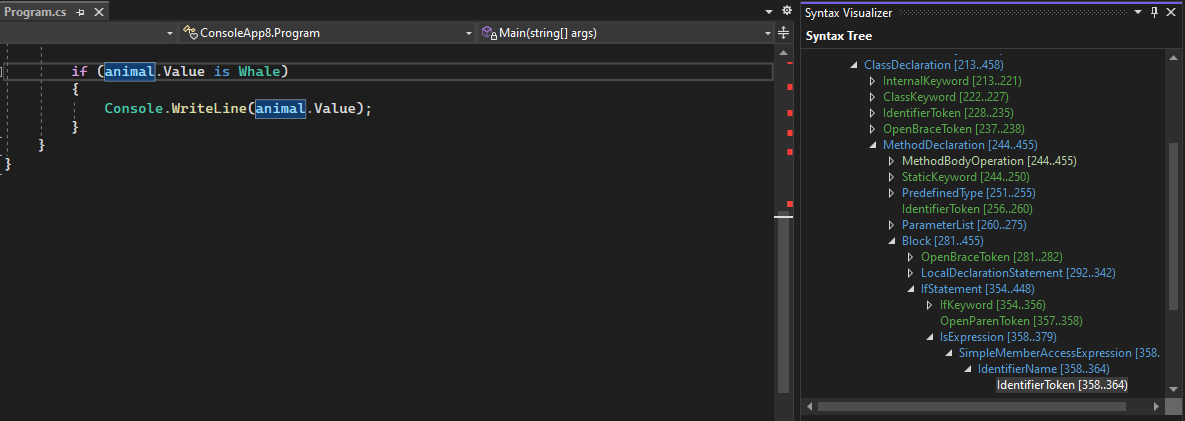 Program.cs
ConsoleApp8.Program
Main(string[] args)
if (animal.Value is Whale)
{
Console.WriteLine(animal.Value);
}
}
}
Syntax Visualizer
Syntax Tree
ClassDeclaration [213..458)
InternalKeyword [213..221)
ClassKeyword [222..227)
IdentifierToken [228..235)
OpenBraceToken [237..238)
MethodDeclaration [244..455)
MethodBodyOperation [244..455)
StaticKeyword [244..250)
PredefinedType [251..255)
IdentifierToken [256..260)
ParameterList [260..275)
Block [281..455)
OpenBraceToken [281..282)
LocalDeclarationStatement [292..342)
IfStatement [354..448)
IfKeyword [354..356)
OpenParenToken [357..358)
IsExpression [358..379)
SimpleMemberAccessExpression [358.
IdentifierName [358..364)
IdentifierToken [358..364)